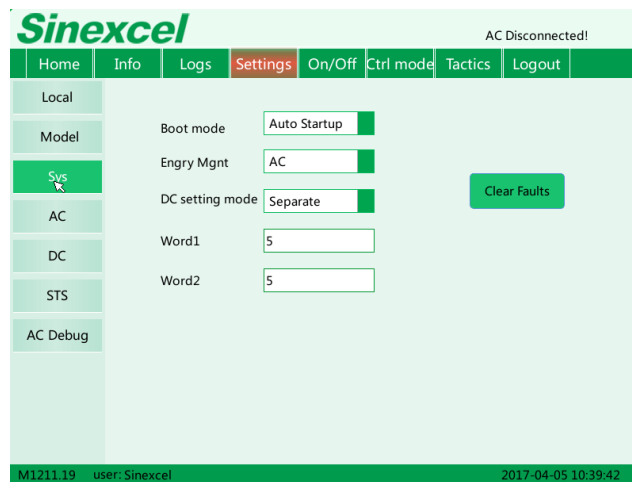 Sinexcel
AC Disconnected!
Home Info Logs Settings On/Off Ctrl mode Tactics Logout
Local
Model
Sys
AC
DC
STS
AC Debug
Boot mode Auto Startup
Engry Mgnt AC
DC setting mode Separate
Word1 5
Word2 5
Clear Faults
M1211.19 user: Sinexcel 2017-04-05 10:39:42